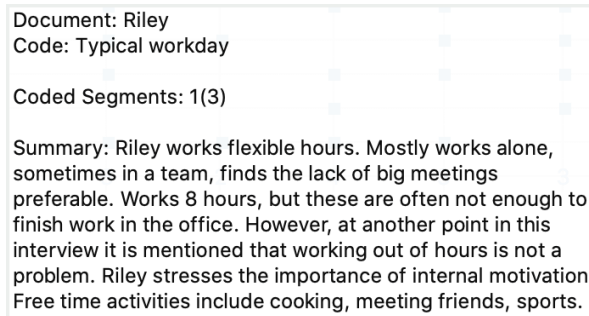 Document: Riley
Code: Typical workday
Coded Segments: 1(3)
Summary: Riley works flexible hours. Mostly works alone,
sometimes in a team, finds the lack of big meetings
preferable. Works 8 hours, but these are often not enough to
finish work in the office. However, at another point in this
interview it is mentioned that working out of hours is not a
problem. Riley stresses the importance of internal motivation
Free time activities include cooking, meeting friends, sports.